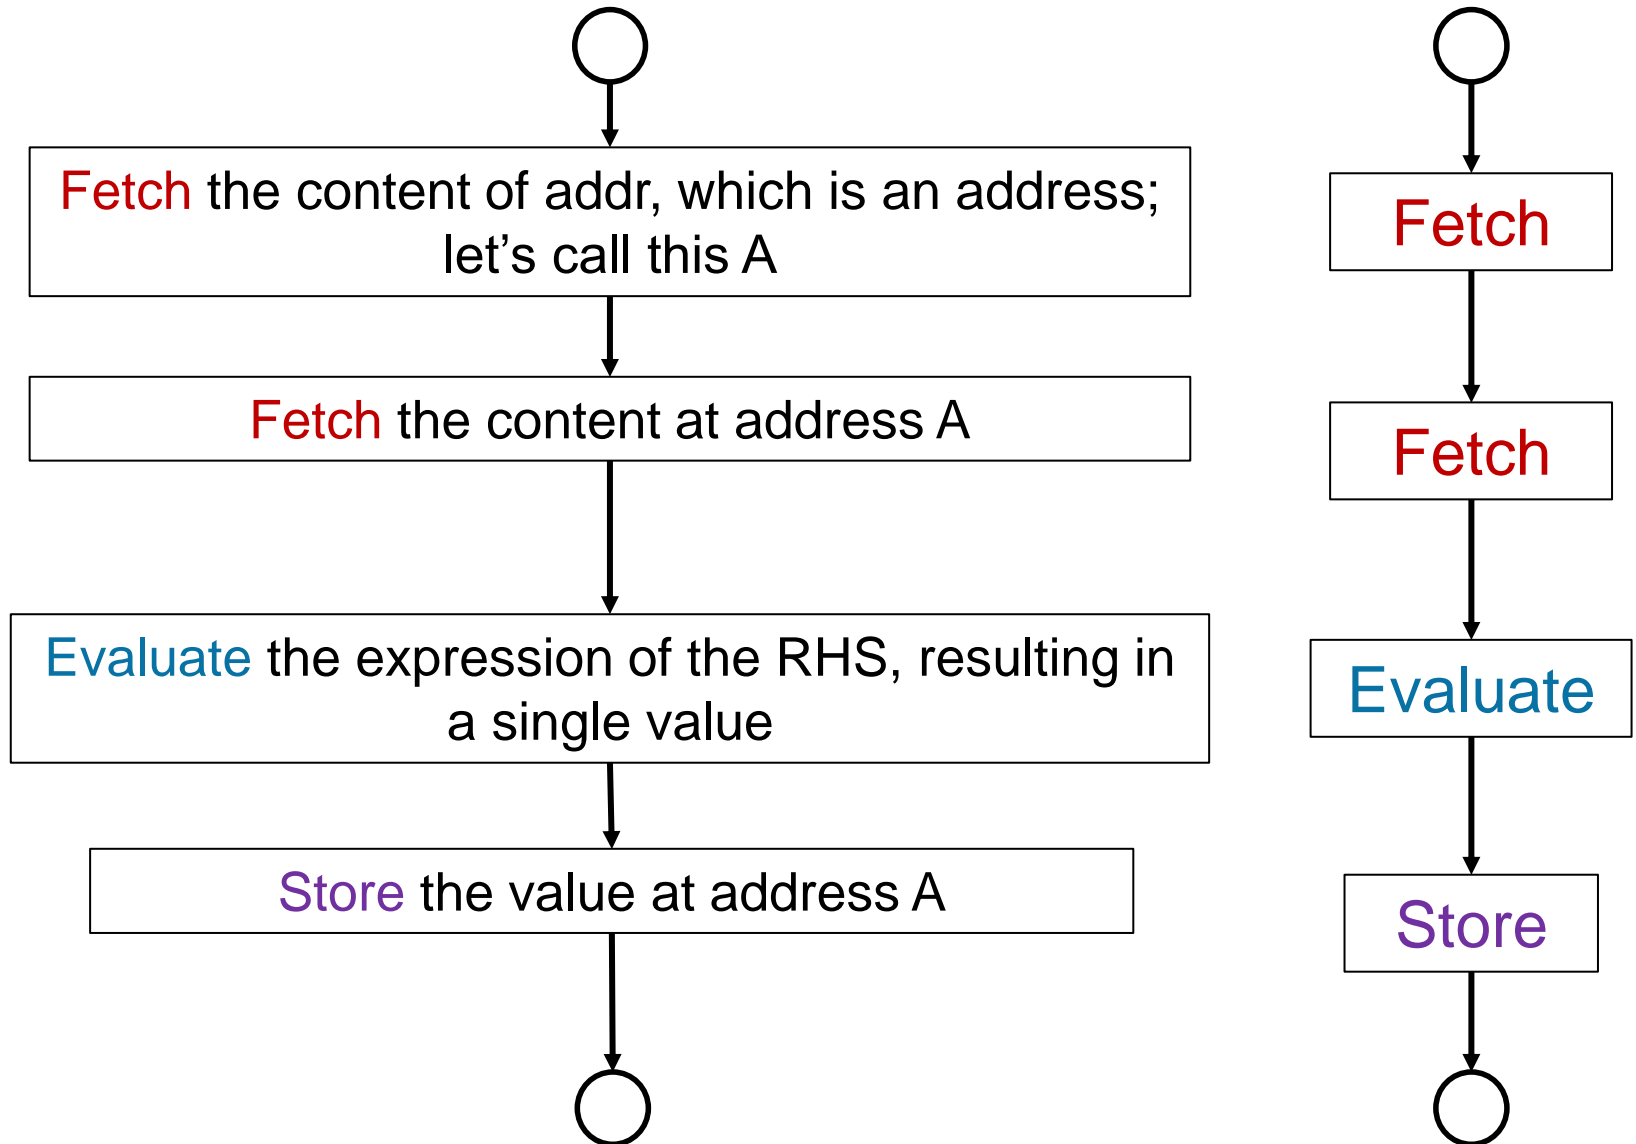 Fetch the content of addr, which is an address;
let’s call this A
Fetch the content at address A
Evaluate the expression of the RHS, resulting in
a single value
Store the value at address A
Fetch
Fetch
Evaluate
Store